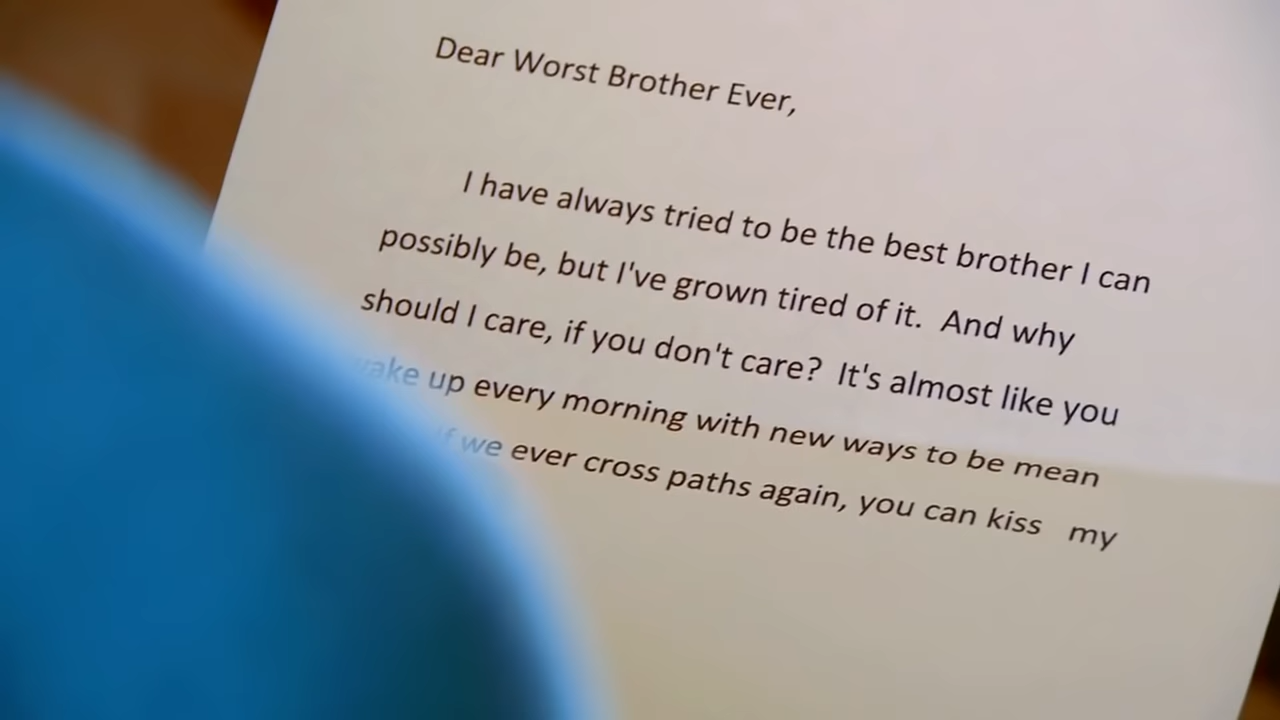 Dear Worst Brother Ever,
I have always tried to be the best brother I can
possibly be, but I've grown tired of it.  And why
should I care, if you don't care?  It's almost like you
wake up every morning with new ways to be mean
If we ever cross paths again, you can kiss   my